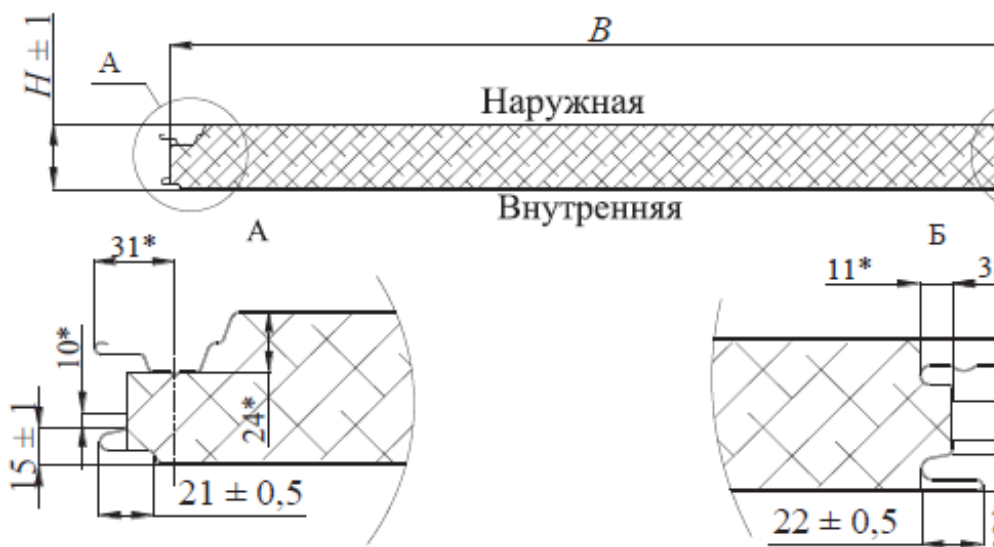 B
H ± 1
А
Наружная
Внутренняя
А
Б
31*
11*
10*
24*
15 ± 1
21 ± 0,5
22 ± 0,5